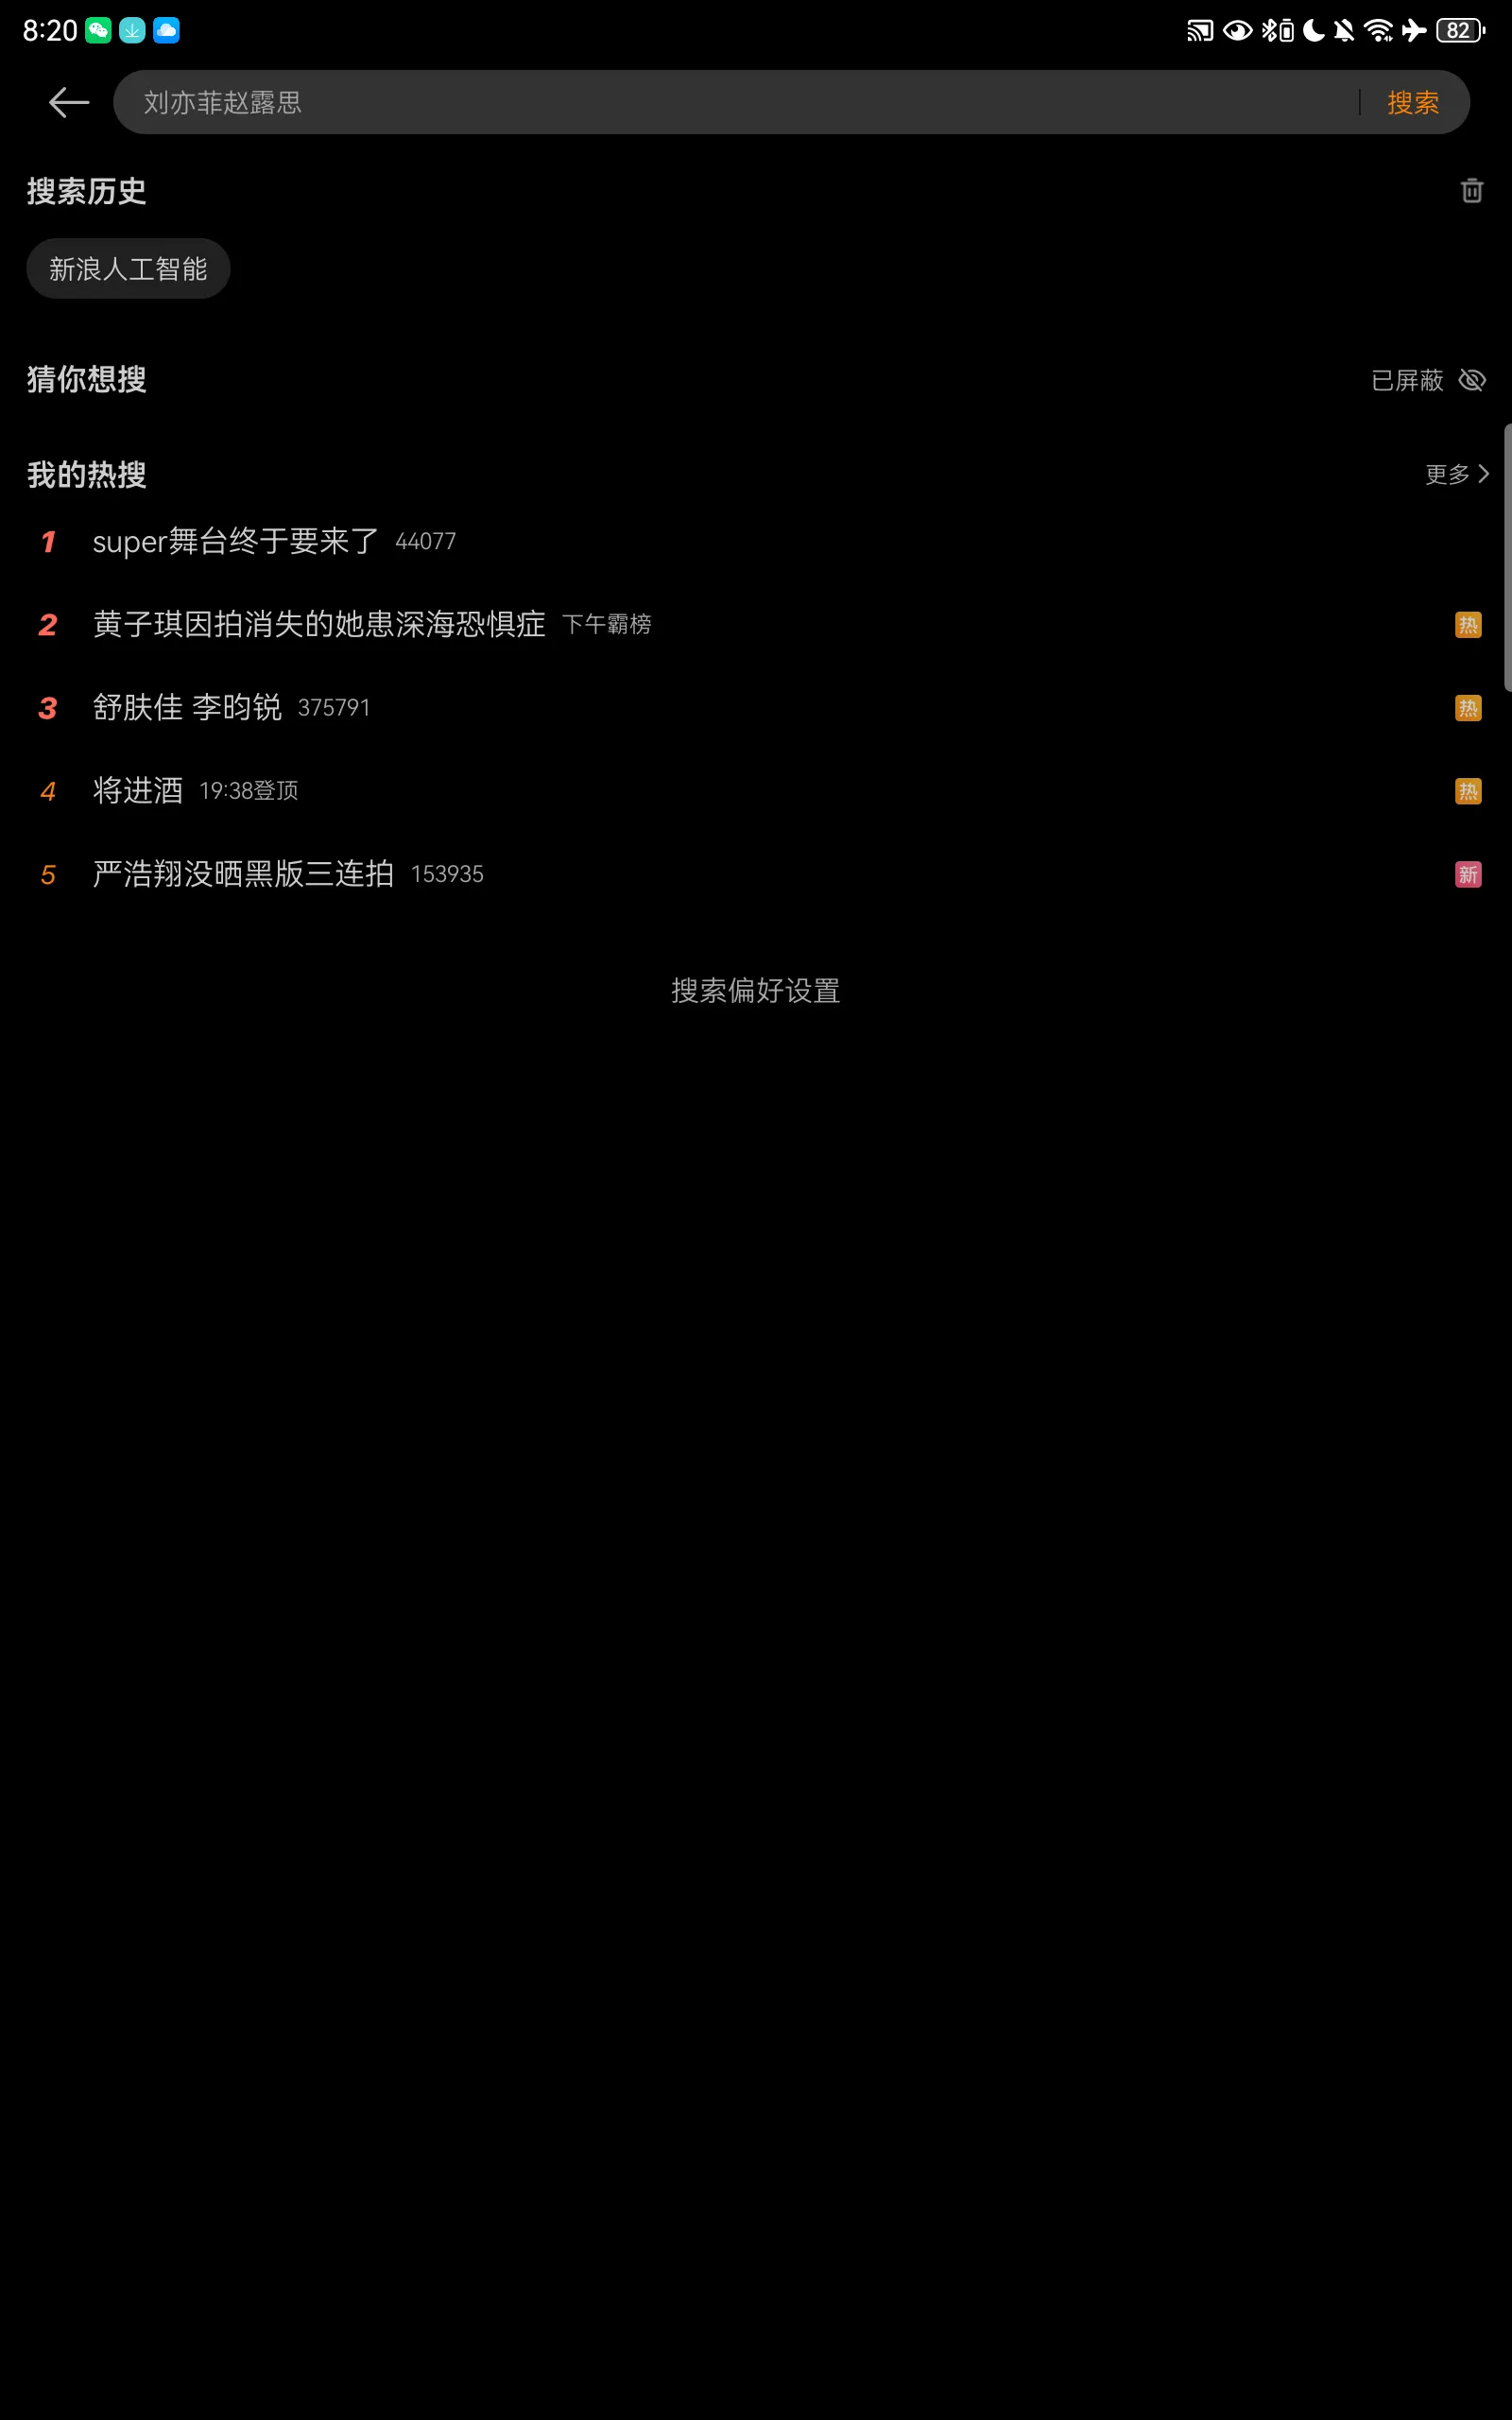 8:20
82
刘亦菲赵露思 搜索
搜索历史
新浪人工智能
猜你想搜 已屏蔽
我的热搜 更多
1 super舞台终于要来了 44077
2 黄子琪因拍消失的她患深海恐惧症 下午霸榜 热
3 舒肤佳 李昀锐 375791 热
4 将进酒 19:38登顶 热
5 严浩翔没晒黑版三连拍 153935 新
搜索偏好设置